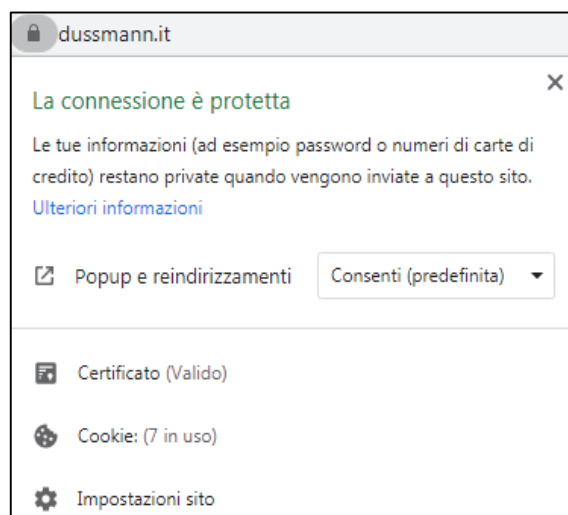 dussmann.it
La connessione è protetta
Le tue informazioni (ad esempio password o numeri di carte di
credito) restano private quando vengono inviate a questo sito.
Ulteriori informazioni
Popup e reindirizzamenti Consenti (predefinita)
Certificato (Valido)
Cookie: (7 in uso)
Impostazioni sito